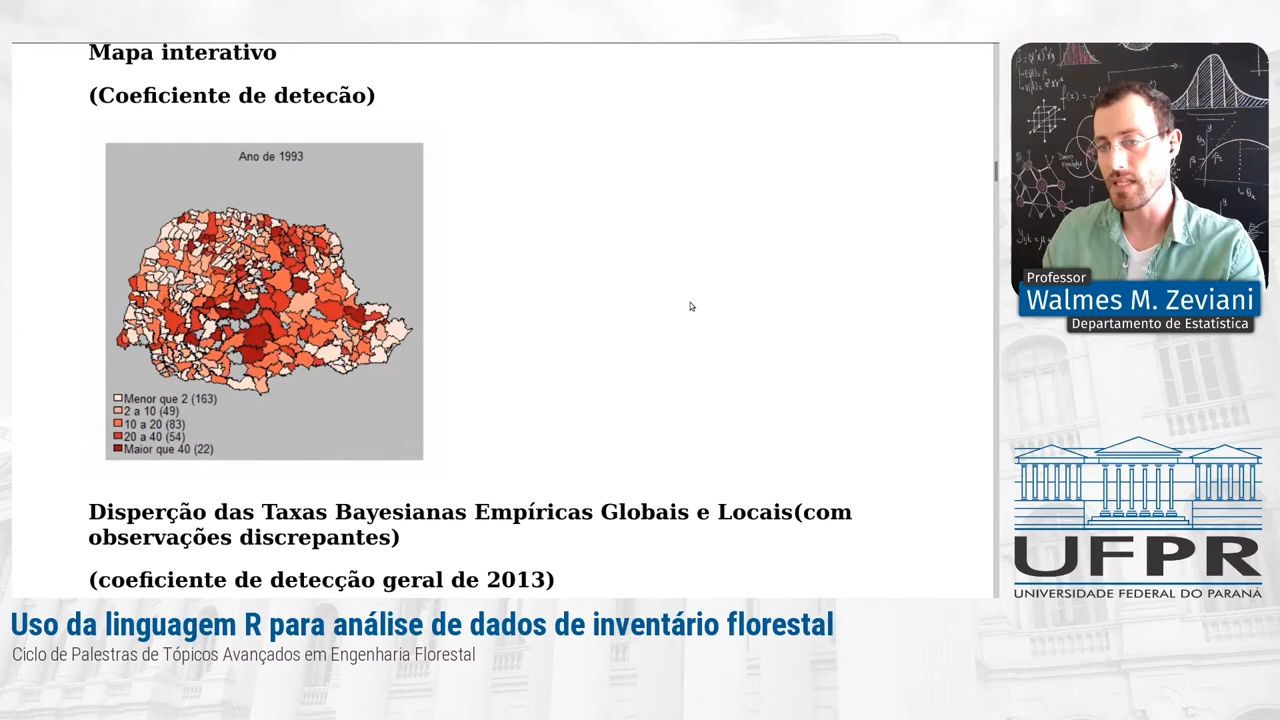 Mapa interativo
(Coeficiente de detecão)
Ano de 1993
Menor que 2 (163)
2 a 10 (49)
10 a 20 (83)
20 a 40 (54)
Maior que 40 (22)
Disperção das Taxas Bayesianas Empíricas Globais e Locais(com
observações discrepantes)
(coeficiente de detecção geral de 2013)
Professor
Walmes M. Zeviani
Departamento de Estatística
UFPR
UNIVERSIDADE FEDERAL DO PARANÁ
Uso da linguagem R para análise de dados de inventário florestal
Ciclo de Palestras de Tópicos Avançados em Engenharia Florestal